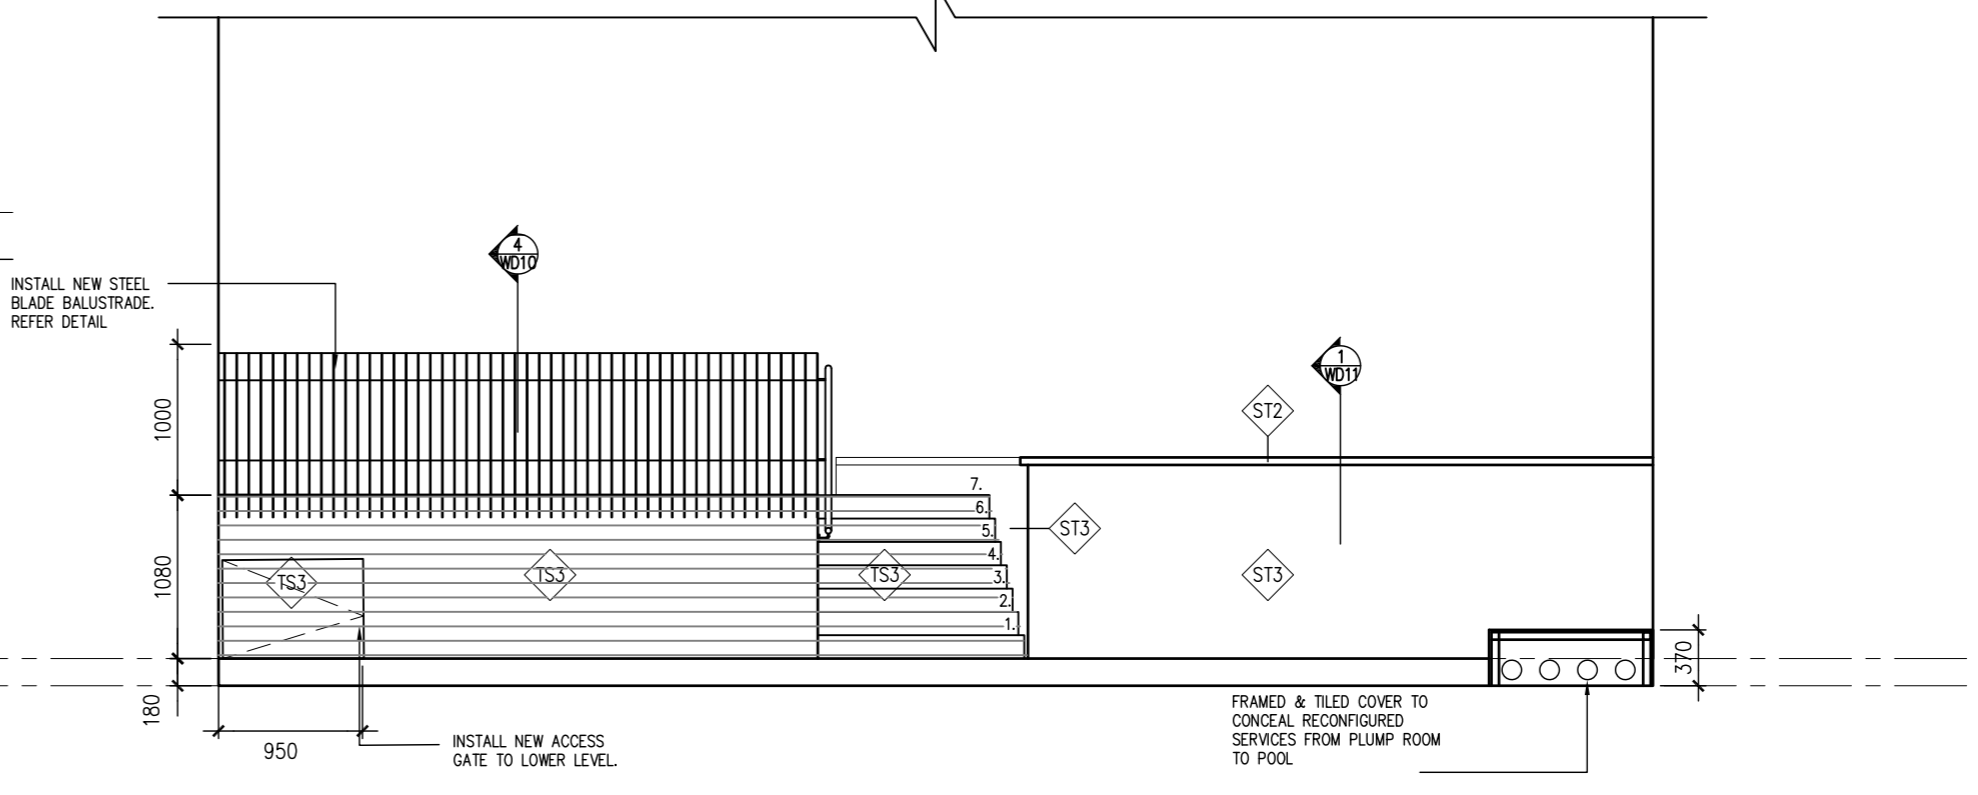 4
WD10
INSTALL NEW STEEL
BLADE BALUSTRADE.
REFER DETAIL
1
WD11
ST2
1000
7.
6.
5.
4.
3.
2.
1.
ST3
TS3
TS3
TS3
ST3
1080
370
180
950
INSTALL NEW ACCESS
GATE TO LOWER LEVEL.
FRAMED & TILED COVER TO
CONCEAL RECONFIGURED
SERVICES FROM PLUMP ROOM
TO POOL